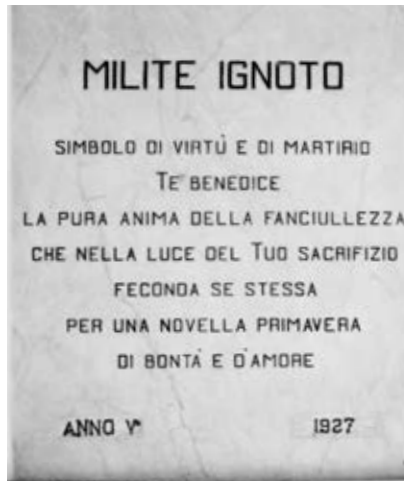 MILITE IGNOTO
SIMBOLO DI VIRTÙ E DI MARTIRIO
TE BENEDICE
LA PURA ANIMA DELLA FANCIULLEZZA
CHE NELLA LUCE DEL TUO SACRIFIZIO
FECONDA SE STESSA
PER UNA NOVELLA PRIMAVERA
DI BONTÀ E D'AMORE
ANNO Vº 1927